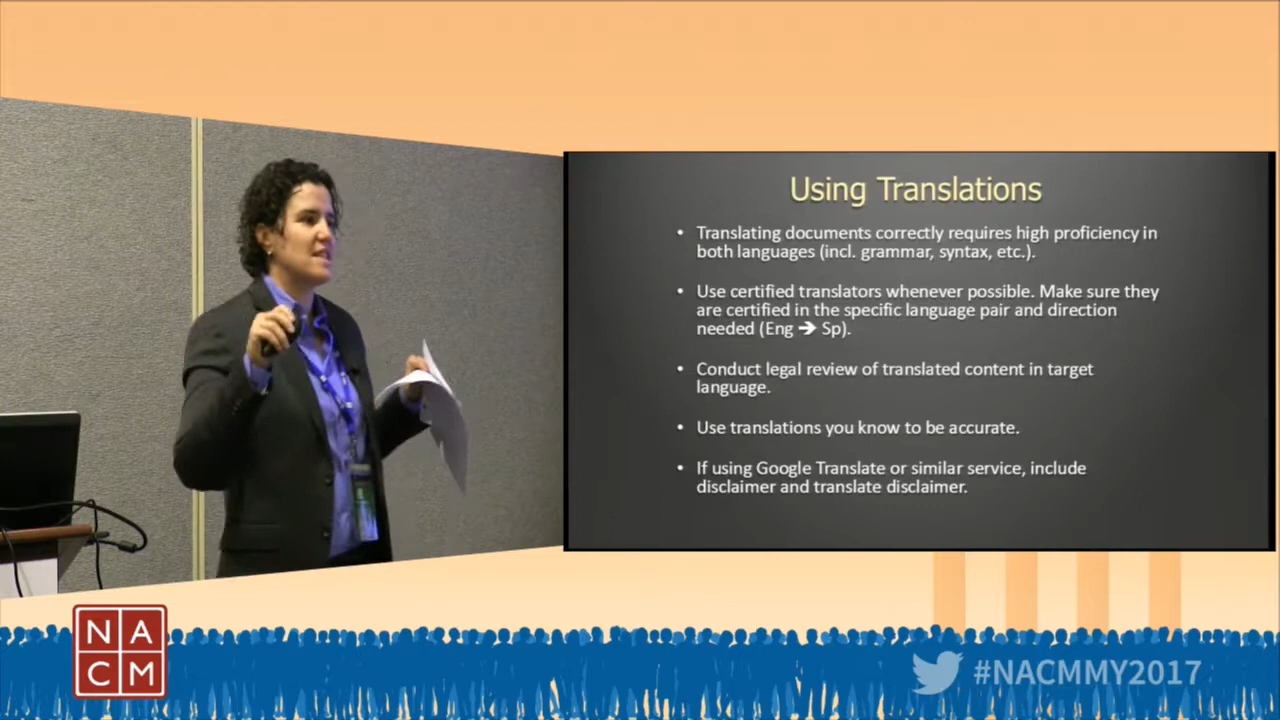 Using Translations
• Translating documents correctly requires high proficiency in
both languages (incl. grammar, syntax, etc.).
• Use certified translators whenever possible. Make sure they
are certified in the specific language pair and direction
needed (Eng ➔ Sp).
• Conduct legal review of translated content in target
language.
• Use translations you know to be accurate.
• If using Google Translate or similar service, include
disclaimer and translate disclaimer.
N A
C M
#NACMMY2017